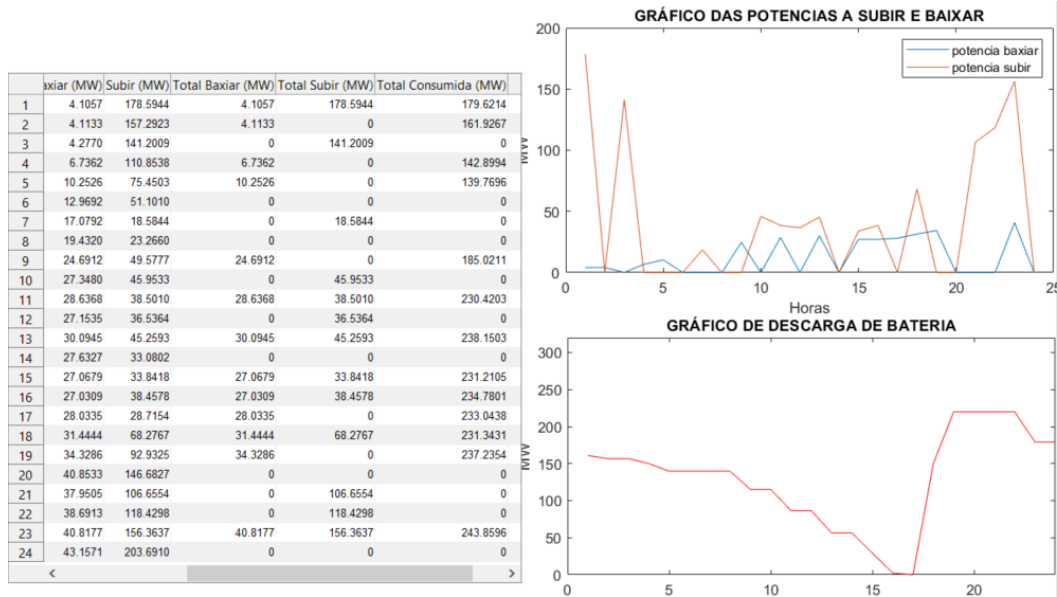 axiar (MW) Subir (MW) Total Baxiar (MW) Total Subir (MW) Total Consumida (MW)
1 4.1057 178.5944 4.1057 178.5944 179.6214
2 4.1133 157.2923 4.1133 0 161.9267
3 4.2770 141.2009 0 141.2009 0
4 6.7362 110.8538 6.7362 0 142.8994
5 10.2526 75.4503 10.2526 0 139.7696
6 12.9692 51.1010 0 0 0
7 17.0792 18.5844 0 18.5844 0
8 19.4320 23.2660 0 0 0
9 24.6912 49.5777 24.6912 0 185.0211
10 27.3480 45.9533 0 45.9533 0
11 28.6368 38.5010 28.6368 38.5010 230.4203
12 27.1535 36.5364 0 36.5364 0
13 30.0945 45.2593 30.0945 45.2593 238.1503
14 27.6327 33.0802 0 0 0
15 27.0679 33.8418 27.0679 33.8418 231.2105
16 27.0309 38.4578 27.0309 38.4578 234.7801
17 28.0335 28.7154 28.0335 0 233.0438
18 31.4444 68.2767 31.4444 68.2767 231.3431
19 34.3286 92.9325 34.3286 0 237.2354
20 40.8533 146.6827 0 0 0
21 37.9505 106.6554 0 106.6554 0
22 38.6913 118.4298 0 118.4298 0
23 40.8177 156.3637 40.8177 156.3637 243.8596
24 43.1571 203.6910 0 0 0
GRÁFICO DAS POTENCIAS A SUBIR E BAIXAR
potencia baxiar
potencia subir
200
150
100
50
0
MW
0 5 10 15 20 25
Horas
GRÁFICO DE DESCARGA DE BATERIA
300
250
200
150
100
50
0
MW
0 5 10 15 20